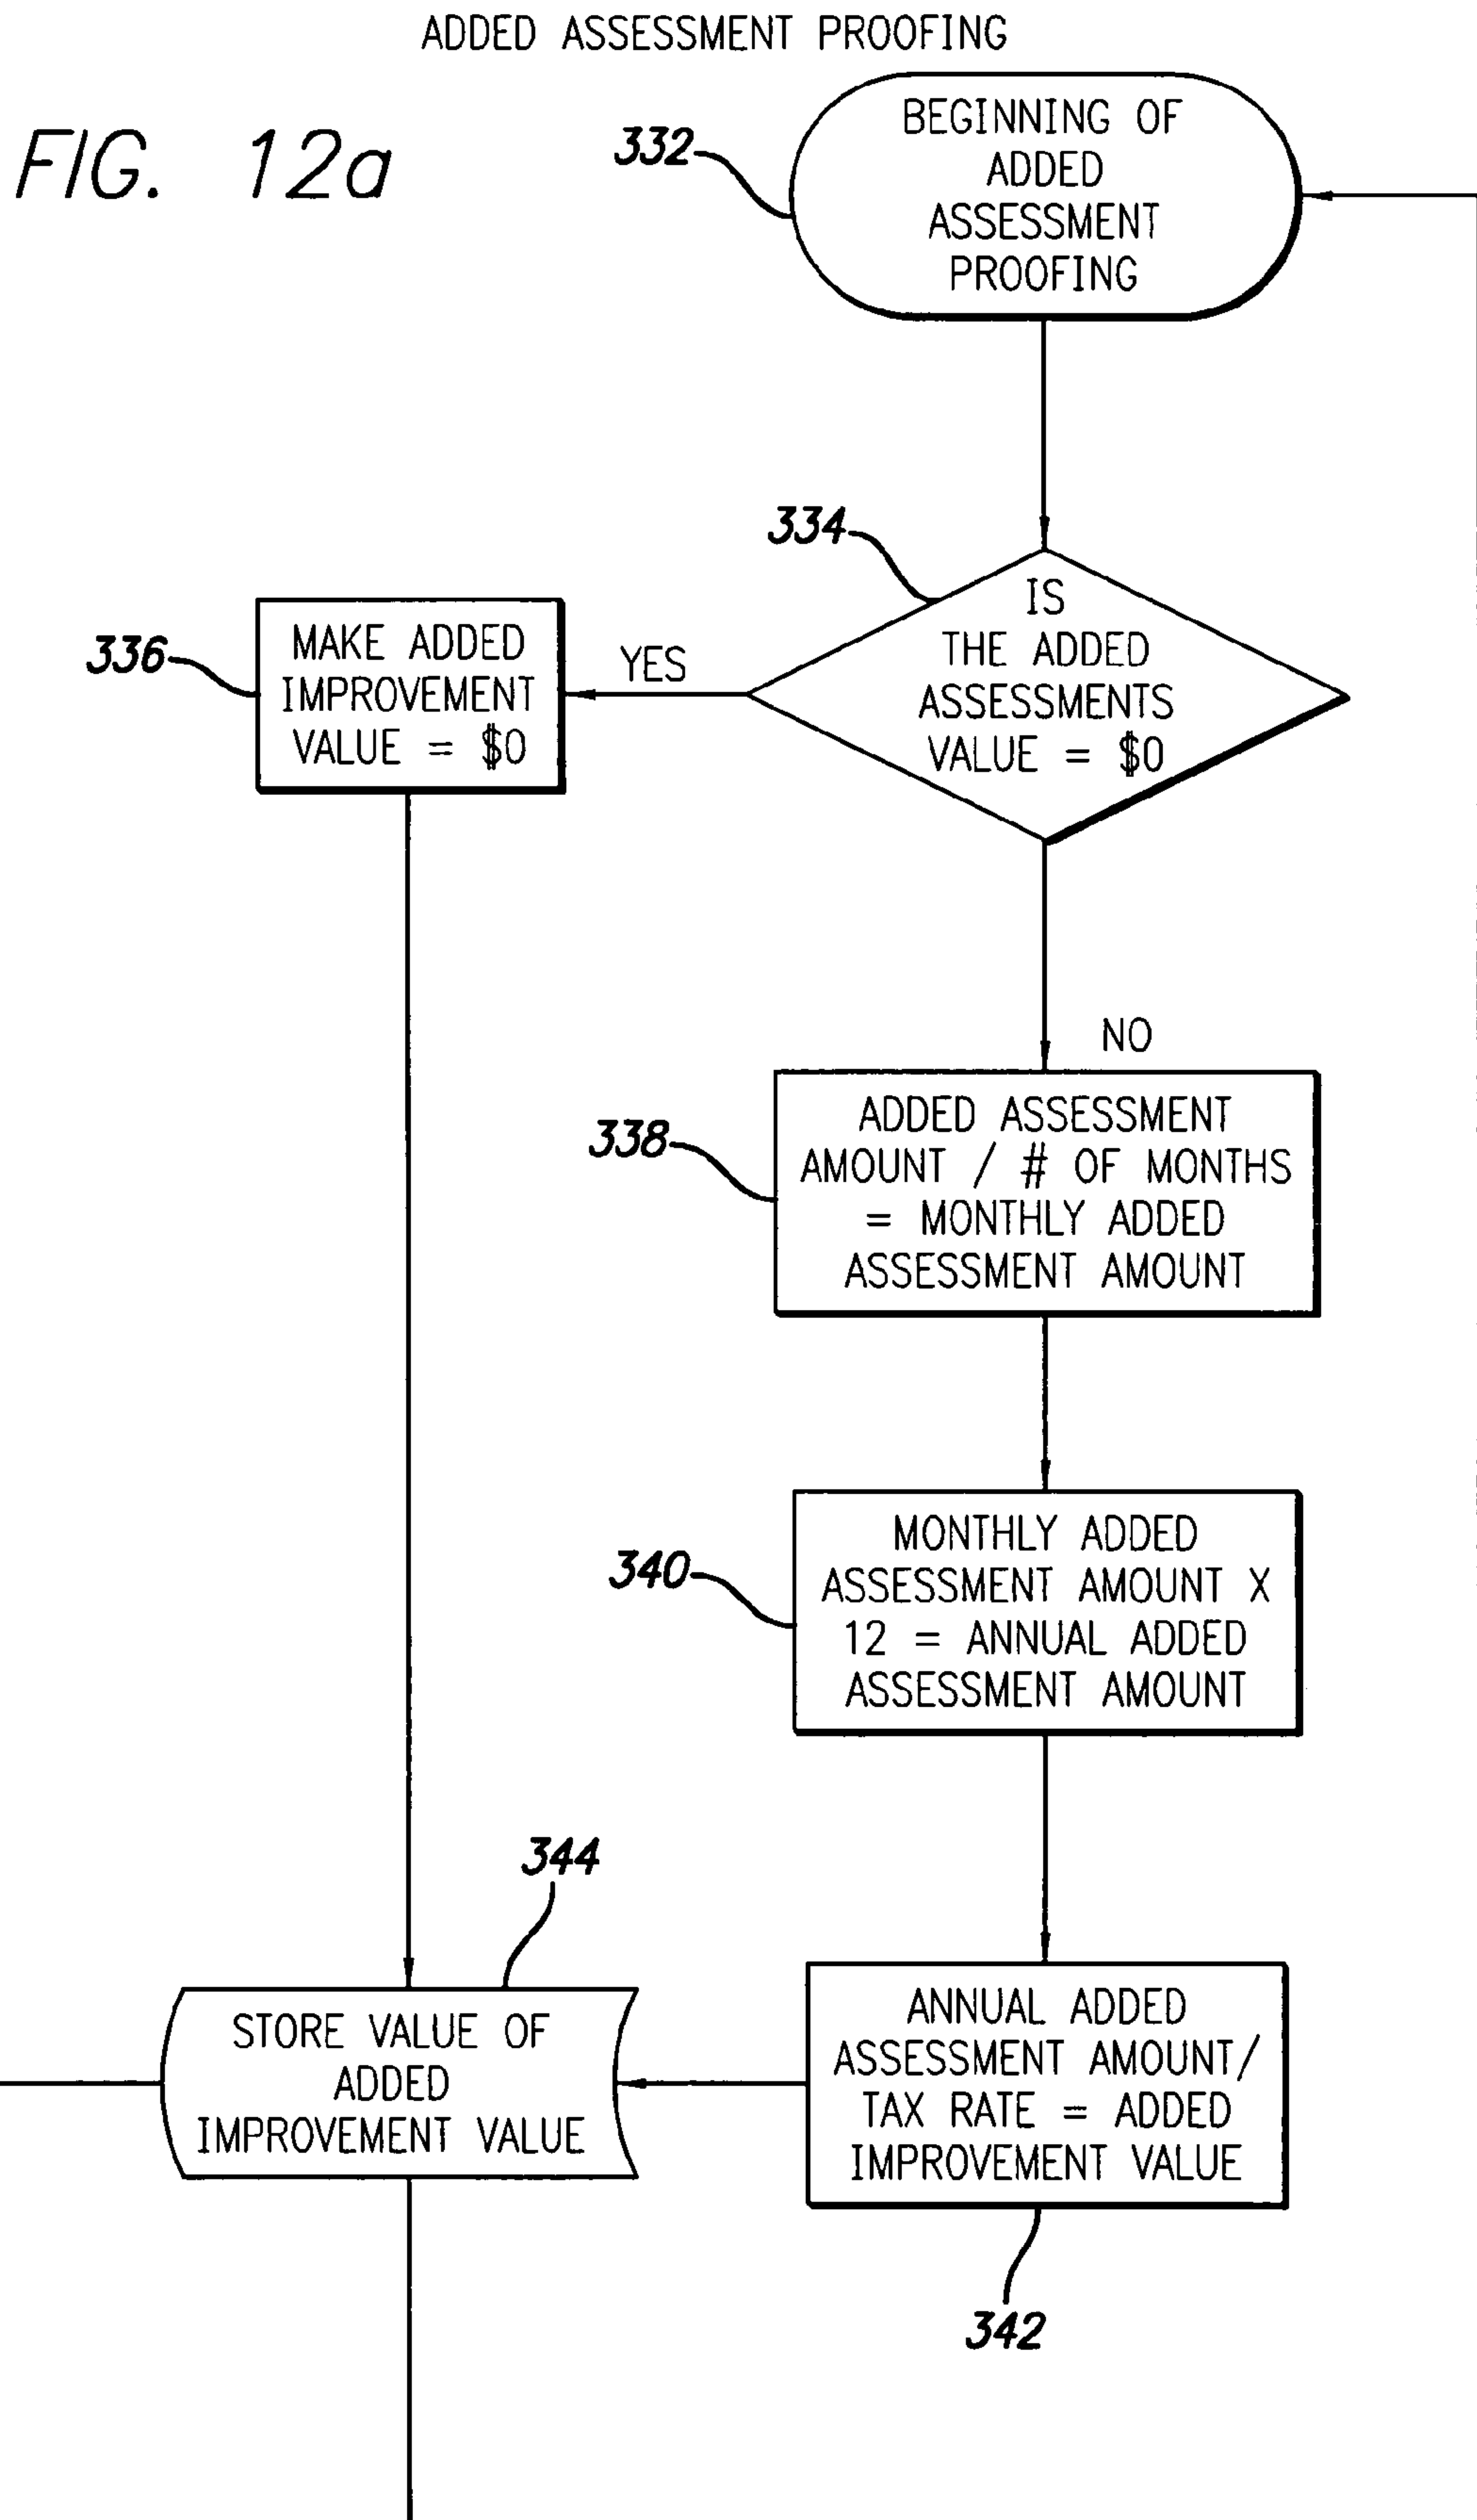 ADDED ASSESSMENT PROOFING
FIG. 12a
332
BEGINNING OF
ADDED
ASSESSMENT
PROOFING
334
IS
THE ADDED
ASSESSMENTS
VALUE = $0
YES
336
MAKE ADDED
IMPROVEMENT
VALUE = $0
NO
338
ADDED ASSESSMENT
AMOUNT / # OF MONTHS
= MONTHLY ADDED
ASSESSMENT AMOUNT
340
MONTHLY ADDED
ASSESSMENT AMOUNT X
12 = ANNUAL ADDED
ASSESSMENT AMOUNT
344
STORE VALUE OF
ADDED
IMPROVEMENT VALUE
ANNUAL ADDED
ASSESSMENT AMOUNT/
TAX RATE = ADDED
IMPROVEMENT VALUE
342